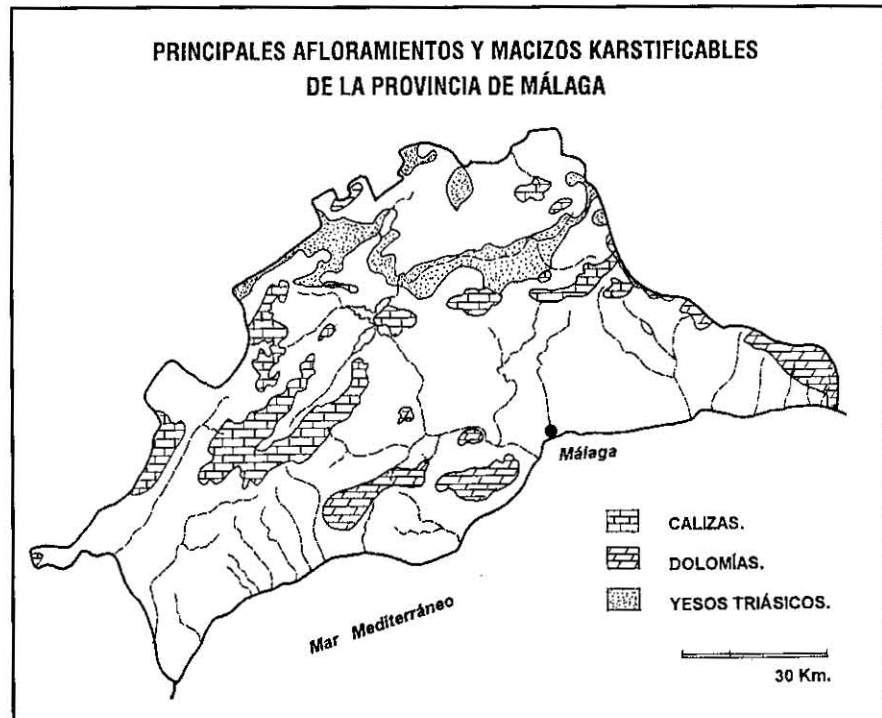 PRINCIPALES AFLORAMIENTOS Y MACIZOS KARSTIFICABLES
DE LA PROVINCIA DE MÁLAGA
Málaga
CALIZAS.
DOLOMÍAS.
YESOS TRIÁSICOS.
Mar Mediterráneo
30 Km.